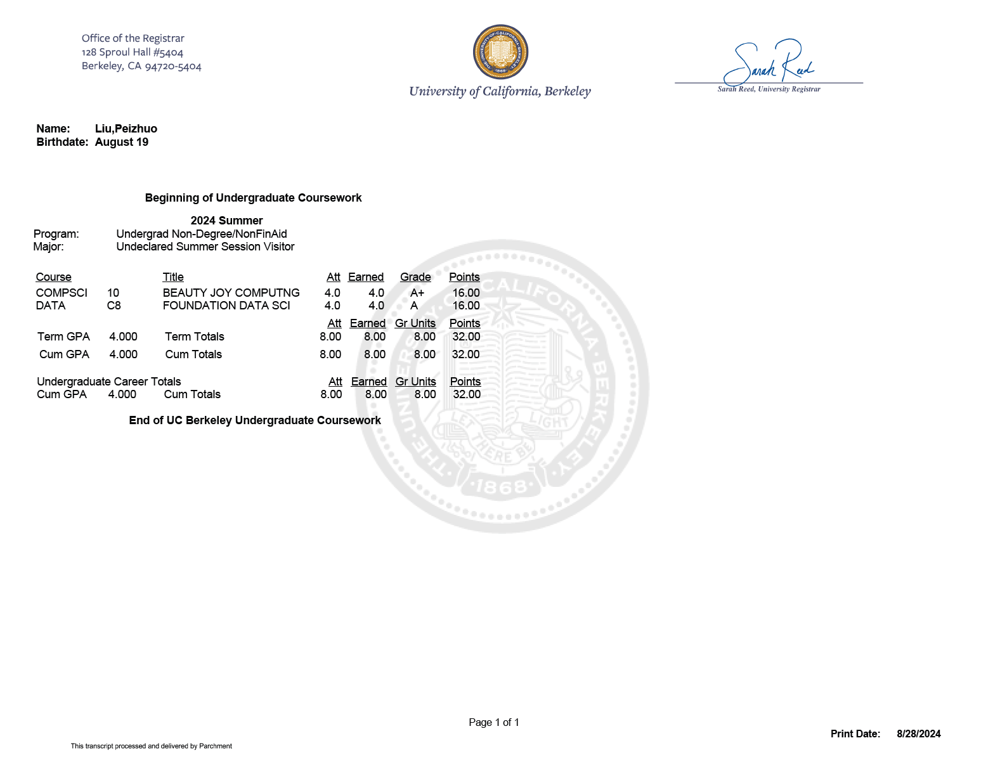 Office of the Registrar
128 Sproul Hall #5404
Berkeley, CA 94720-5404
THE·UNIVERSITY·OF·CALIFORNIA·BERKELEY
·1868·
University of California, Berkeley
Sarah Reed
Sarah Reed, University Registrar
Name: Liu,Peizhuo
Birthdate: August 19
Beginning of Undergraduate Coursework
2024 Summer
Program: Undergrad Non-Degree/NonFinAid
Major: Undeclared Summer Session Visitor
Course Title Att Earned Grade Points
COMPSCI 10 BEAUTY JOY COMPUTNG 4.0 4.0 A+ 16.00
DATA C8 FOUNDATION DATA SCI 4.0 4.0 A 16.00
Att Earned Gr Units Points
Term GPA 4.000 Term Totals 8.00 8.00 8.00 32.00
Cum GPA 4.000 Cum Totals 8.00 8.00 8.00 32.00
Undergraduate Career Totals Att Earned Gr Units Points
Cum GPA 4.000 Cum Totals 8.00 8.00 8.00 32.00
End of UC Berkeley Undergraduate Coursework
THE·UNIVERSITY·OF·CALIFORNIA·BERKELEY
LET THERE BE LIGHT
·1868·
Page 1 of 1
Print Date: 8/28/2024
This transcript processed and delivered by Parchment